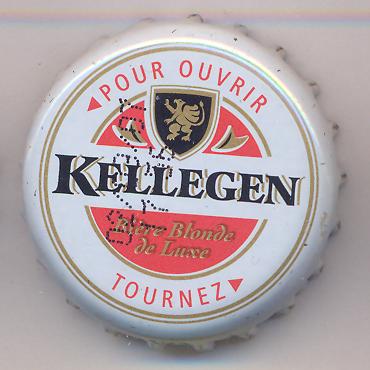 POUR OUVRIR
KELLEGEN
Bière Blonde
de Luxe
TOURNEZ